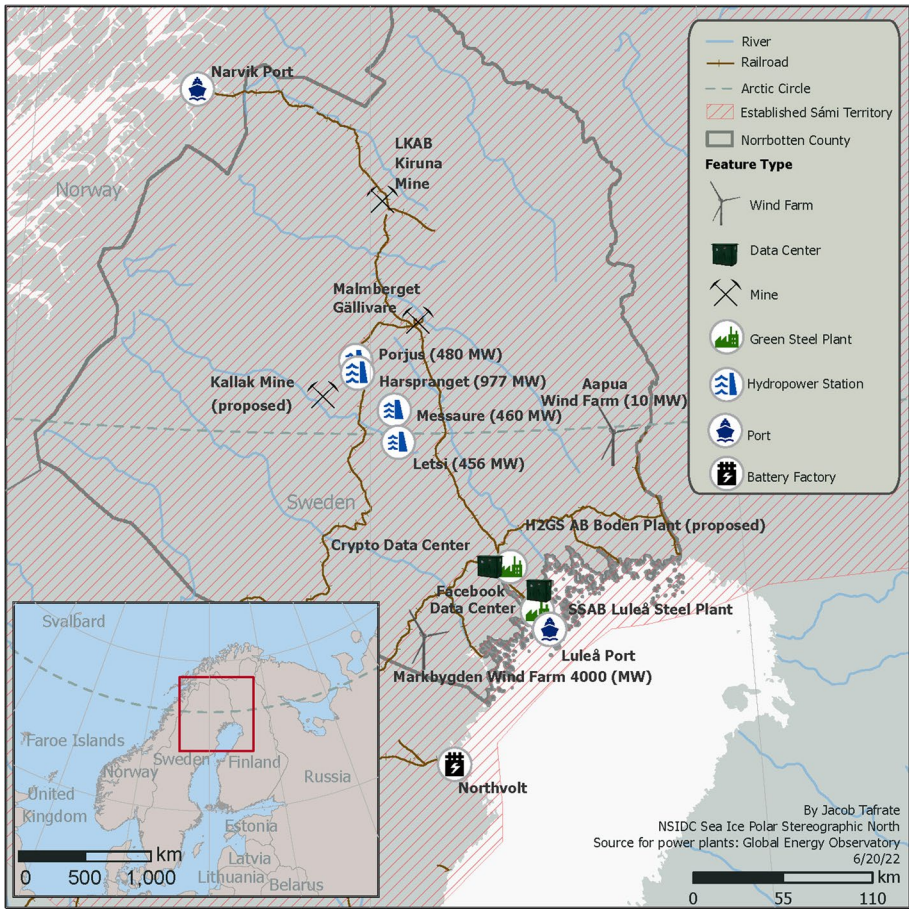 Narvik Port
LKAB
Kiruna
Mine
Norway
Malmberget
Gällivare
Porjus (480 MW)
Harspranget (977 MW)
Kallak Mine
(proposed)
Aapua
Wind Farm (10 MW)
Messaure (460 MW)
Letsi (456 MW)
Sweden
H2GS AB Boden Plant (proposed)
Crypto Data Center
Facebook
Data Center
SSAB Luleå Steel Plant
Luleå Port
Markbygden Wind Farm 4000 (MW)
Northvolt
River
Railroad
Arctic Circle
Established Sámi Territory
Norrbotten County
Feature Type
Wind Farm
Data Center
Mine
Green Steel Plant
Hydropower Station
Port
Battery Factory
Svalbard
Faroe Islands
Norway
Sweden
Finland
Russia
United
Kingdom
Estonia
Latvia
Lithuania
Belarus
km
0 500 1,000
By Jacob Tafrate
NSIDC Sea Ice Polar Stereographic North
Source for power plants: Global Energy Observatory
6/20/22
km
0 55 110